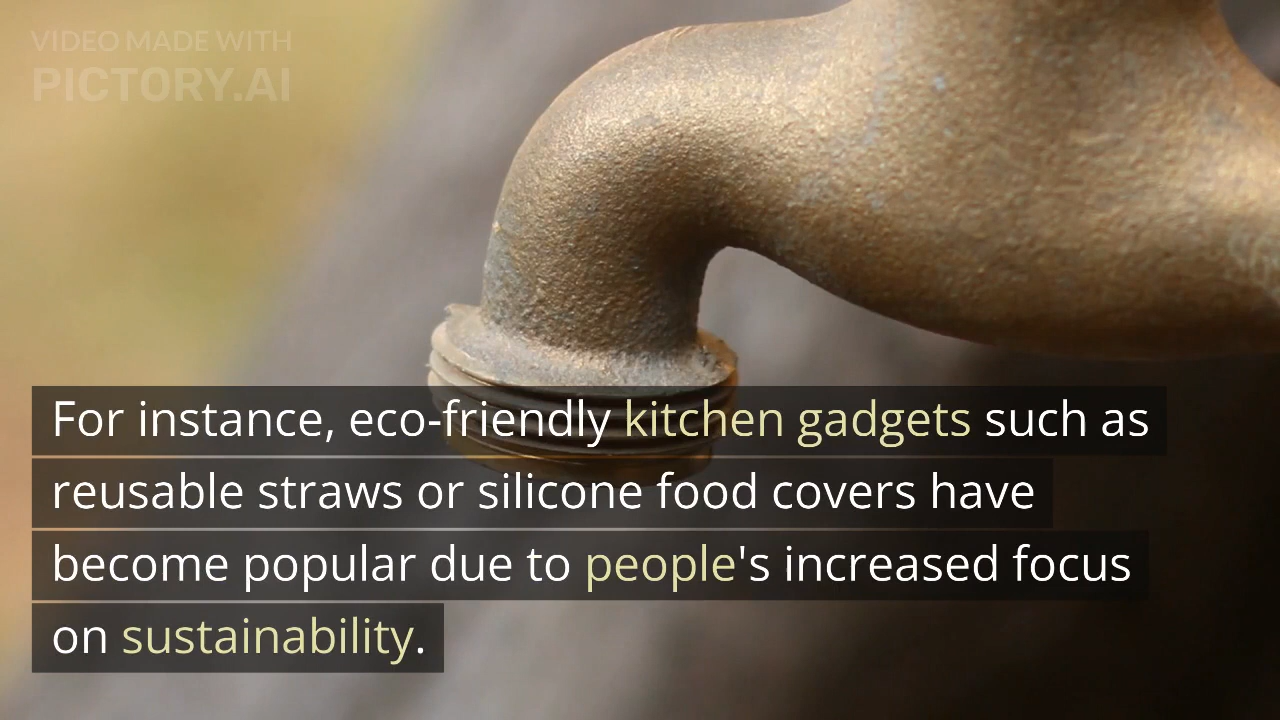 VIDEO MADE WITH
PICTORY.AI
For instance, eco-friendly kitchen gadgets such as
reusable straws or silicone food covers have
become popular due to people's increased focus
on sustainability.